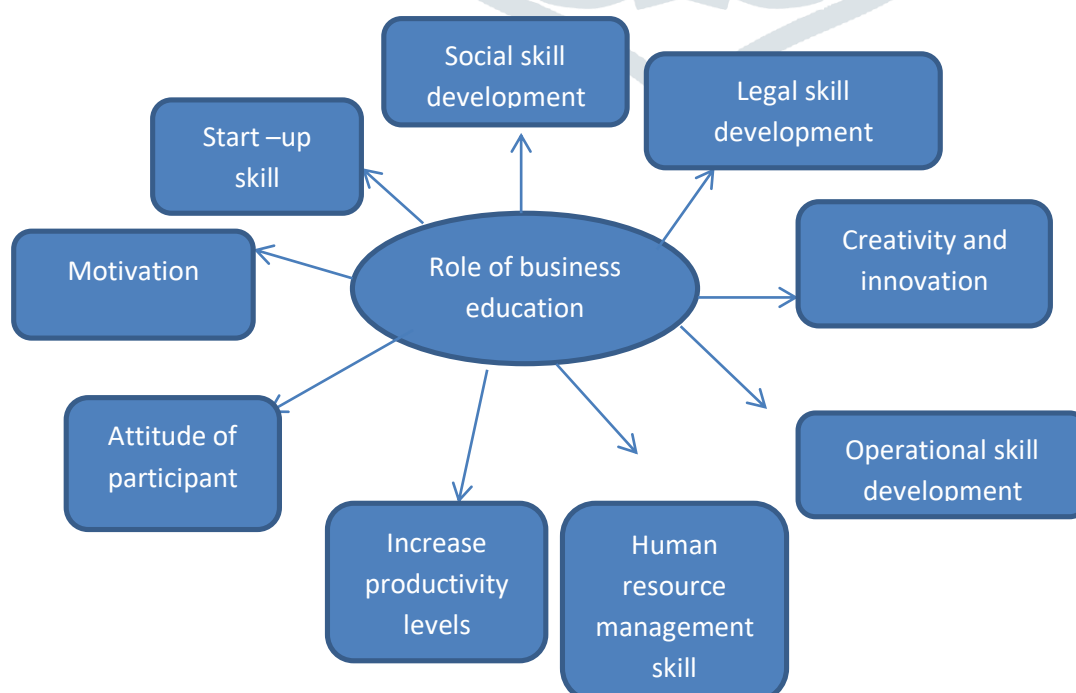 Social skill
development
Legal skill
development
Start –up
skill
Creativity and
innovation
Motivation
Role of business
education
Attitude of
participant
Operational skill
development
Increase
productivity
levels
Human
resource
management
skill